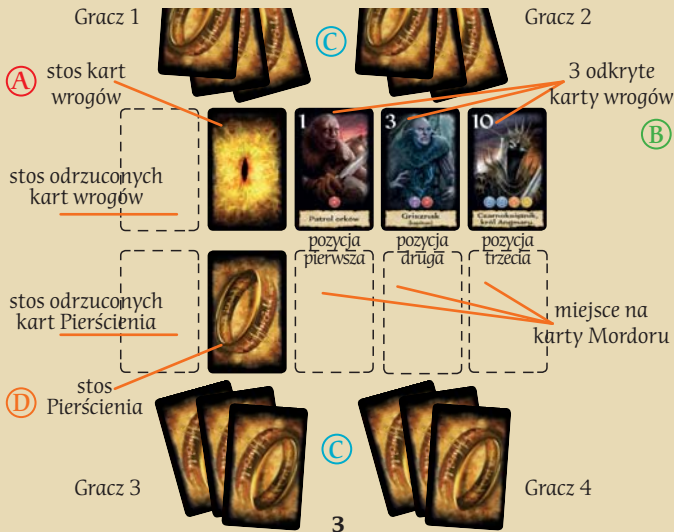 Gracz 1
Gracz 2
C
C
A
stos kart
wrogów
3 odkryte
karty wrogów
B
stos odrzuconych
kart wrogów
1
3
10
Patrol orków
Grisznak
Czarnoksiężnik,
król Angmaru
pozycja
pierwsza
pozycja
druga
pozycja
trzecia
stos odrzuconych
kart Pierścienia
miejsce na
karty Mordoru
D
stos
Pierścienia
C
Gracz 3
Gracz 4
3